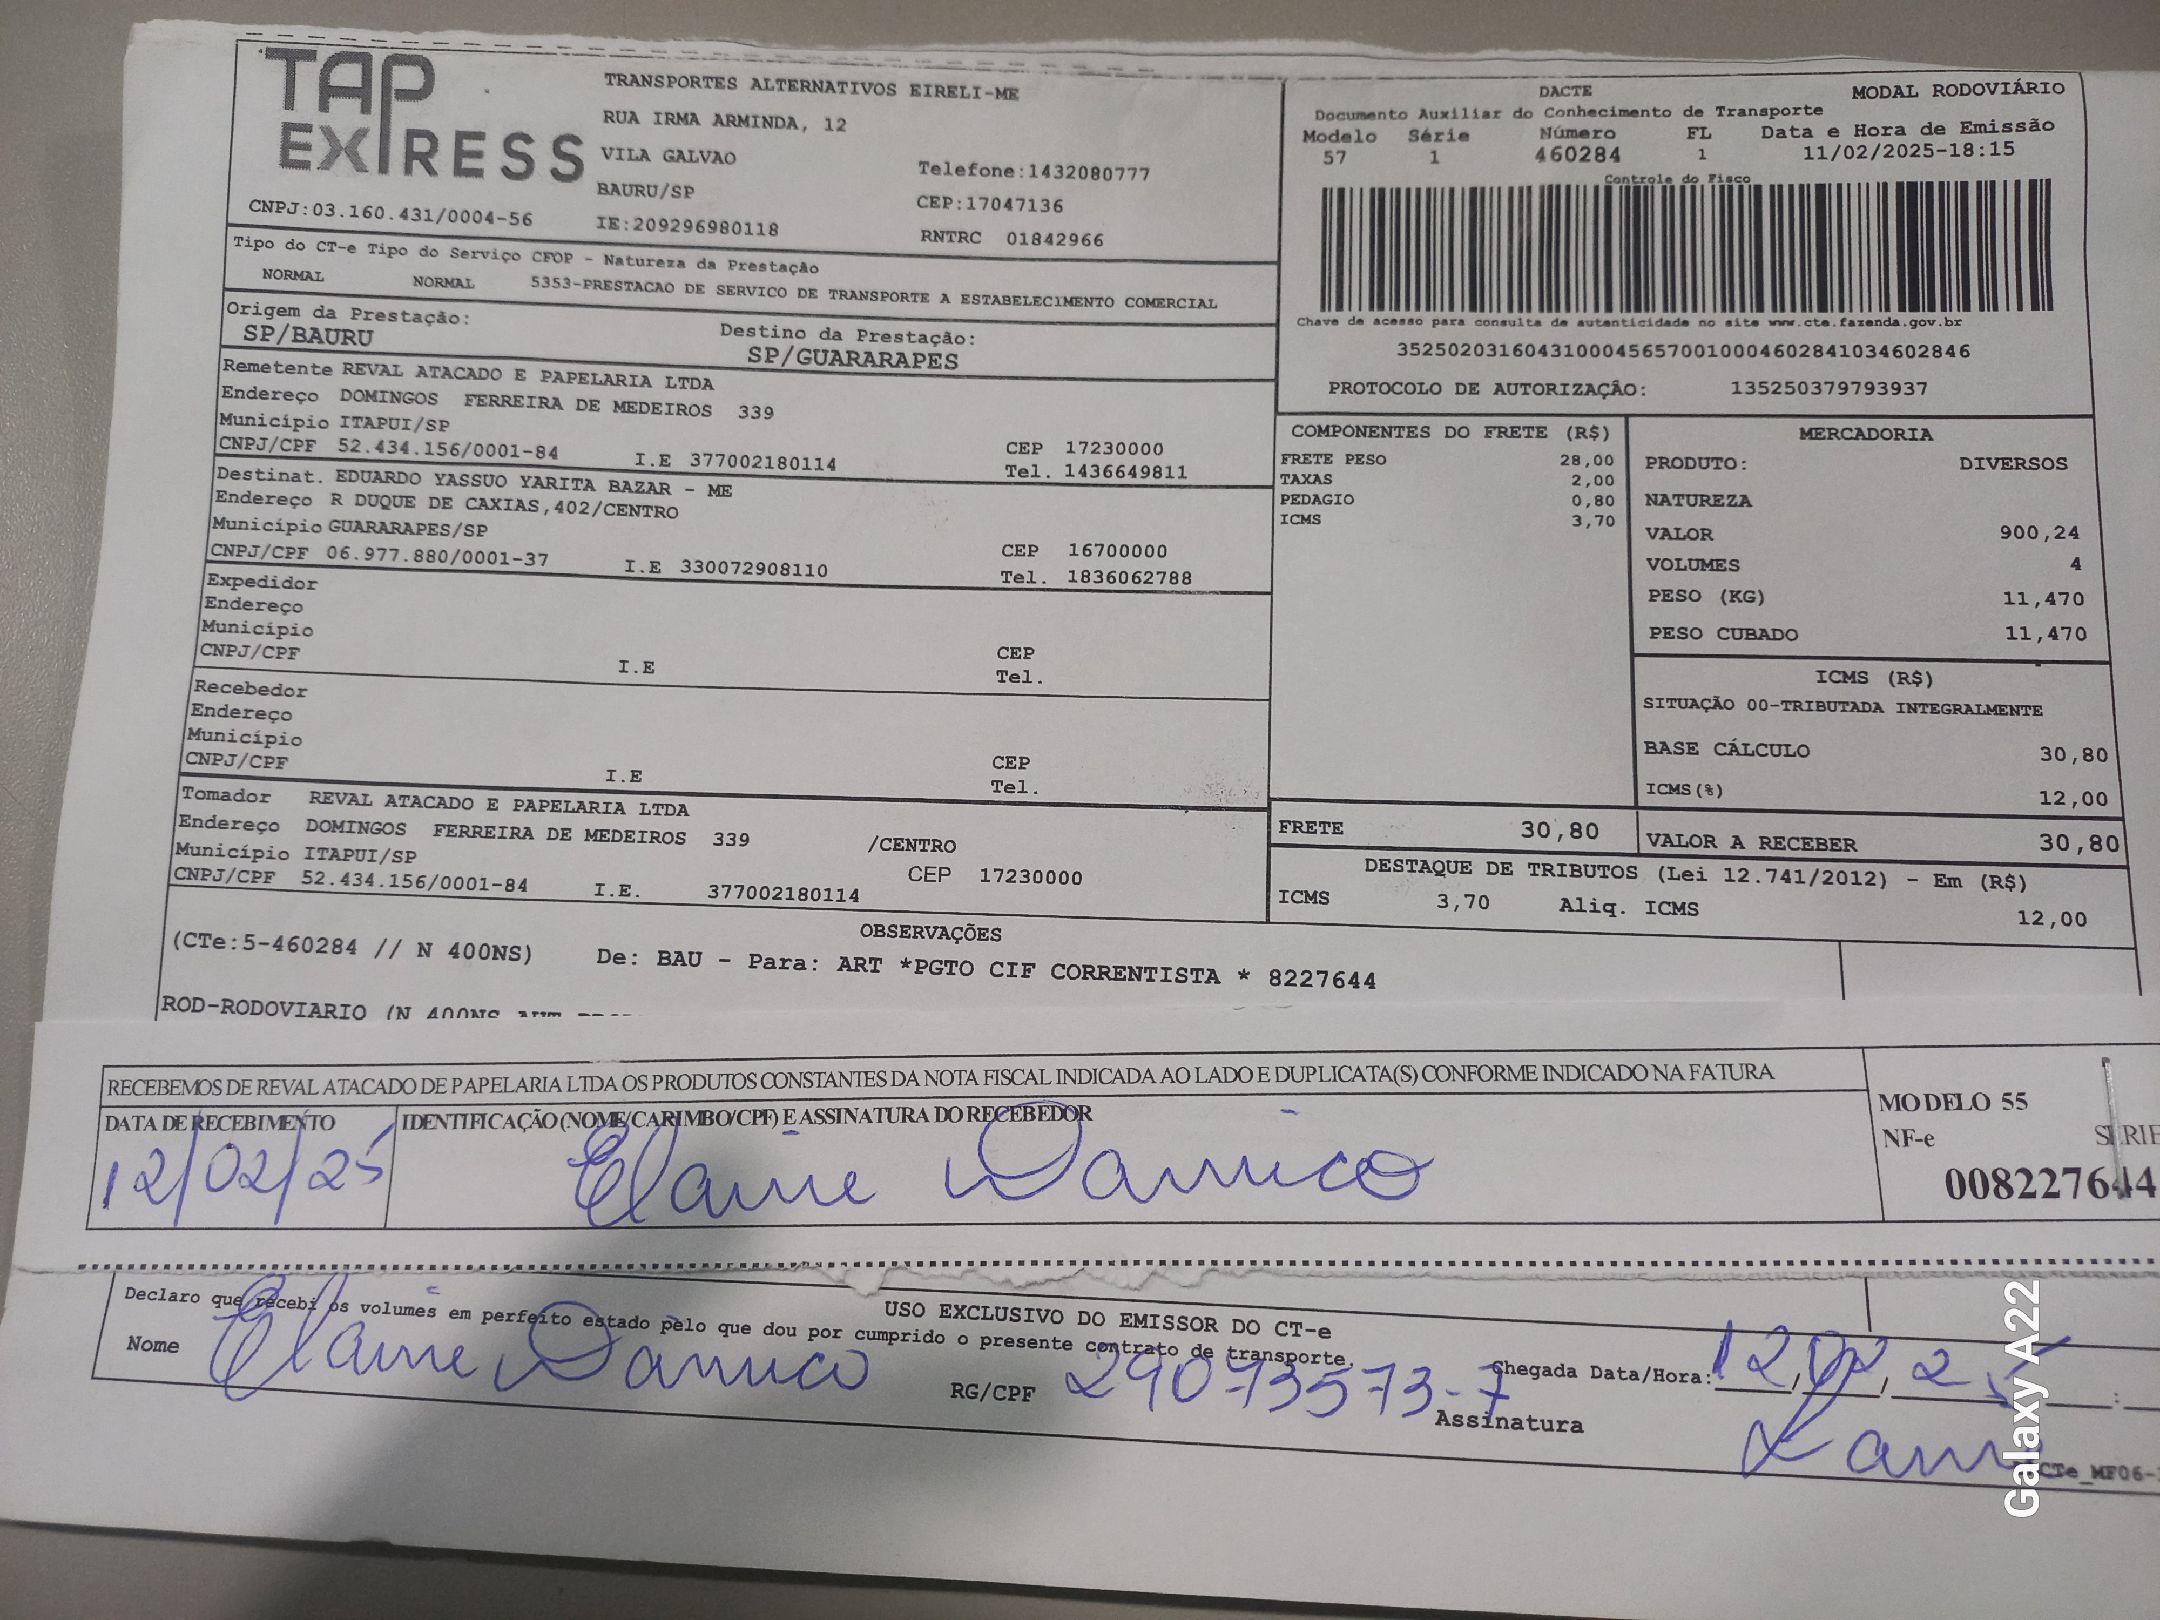 TAP EXPRESS
TRANSPORTES ALTERNATIVOS EIRELI-ME
RUA IRMA ARMINDA, 12
VILA GALVAO
Telefone:1432080777
BAURU/SP
CEP:17047136
CNPJ:03.160.431/0004-56
IE:209296980118
RNTRC 01842966
DACTE
MODAL RODOVIÁRIO
Documento Auxiliar do Conhecimento de Transporte
Modelo Série Número FL Data e Hora de Emissão
57 1 460284 1 11/02/2025-18:15
Controle do Fisco
Chave de acesso para consulta de autenticidade no site www.cte.fazenda.gov.br
35250203160431000456570010004602841034602846
PROTOCOLO DE AUTORIZAÇÃO: 135250379793937
Tipo do CT-e Tipo do Serviço CFOP - Natureza da Prestação
NORMAL NORMAL 5353-PRESTACAO DE SERVICO DE TRANSPORTE A ESTABELECIMENTO COMERCIAL
Origem da Prestação: Destino da Prestação:
SP/BAURU SP/GUARARAPES
Remetente REVAL ATACADO E PAPELARIA LTDA
Endereço DOMINGOS FERREIRA DE MEDEIROS 339
Município ITAPUI/SP CEP 17230000
CNPJ/CPF 52.434.156/0001-84 I.E 377002180114 Tel. 1436649811
Destinat. EDUARDO YASSUO YARITA BAZAR - ME
Endereço R DUQUE DE CAXIAS,402/CENTRO
Município GUARARAPES/SP CEP 16700000
CNPJ/CPF 06.977.880/0001-37 I.E 330072908110 Tel. 1836062788
Expedidor
Endereço
Município CEP
CNPJ/CPF I.E Tel.
Recebedor
Endereço
Município CEP
CNPJ/CPF I.E Tel.
Tomador REVAL ATACADO E PAPELARIA LTDA
Endereço DOMINGOS FERREIRA DE MEDEIROS 339 /CENTRO
Município ITAPUI/SP CEP 17230000
CNPJ/CPF 52.434.156/0001-84 I.E. 377002180114
COMPONENTES DO FRETE (R$)
FRETE PESO 28,00
TAXAS 2,00
PEDAGIO 0,80
ICMS 3,70
MERCADORIA
PRODUTO: DIVERSOS
NATUREZA
VALOR 900,24
VOLUMES 4
PESO (KG) 11,470
PESO CUBADO 11,470
ICMS (R$)
SITUAÇÃO 00-TRIBUTADA INTEGRALMENTE
BASE CÁLCULO 30,80
ICMS(%) 12,00
FRETE 30,80 VALOR A RECEBER 30,80
DESTAQUE DE TRIBUTOS (Lei 12.741/2012) - Em (R$)
ICMS 3,70 Aliq. ICMS 12,00
OBSERVAÇÕES
(CTe:5-460284 // N 400NS) De: BAU - Para: ART *PGTO CIF CORRENTISTA * 8227644
ROD-RODOVIARIO (N 400NS
RECEBEMOS DE REVAL ATACADO DE PAPELARIA LTDA OS PRODUTOS CONSTANTES DA NOTA FISCAL INDICADA AO LADO E DUPLICATA(S) CONFORME INDICADO NA FATURA
DATA DE RECEBIMENTO IDENTIFICAÇÃO (NOME/CARIMBO/CPF) E ASSINATURA DO RECEBEDOR
12/02/25 Elaine Damico
MODELO 55
NF-e SÉRIE
008227644
USO EXCLUSIVO DO EMISSOR DO CT-e
Declaro que recebi os volumes em perfeito estado pelo que dou por cumprido o presente contrato de transporte.
Nome Elaine Damico RG/CPF 29073573-7 Chegada Data/Hora: 12,02,25
Assinatura
CTe_MF06-
Galaxy A22